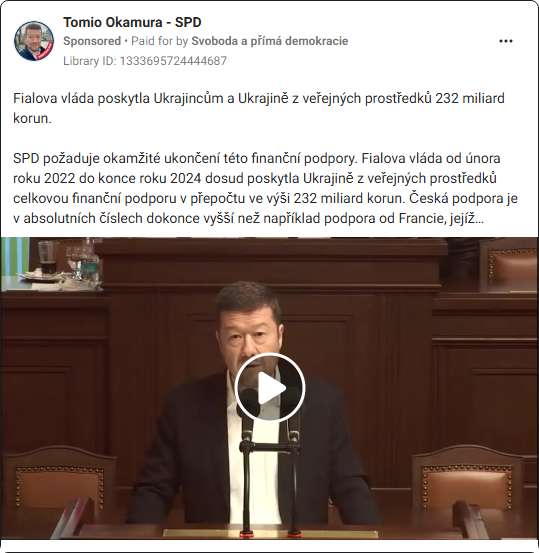 Tomio Okamura - SPD
Sponsored • Paid for by Svoboda a přímá demokracie
Library ID: 1333695724444687
Fialova vláda poskytla Ukrajincům a Ukrajině z veřejných prostředků 232 miliard
korun.
SPD požaduje okamžité ukončení této finanční podpory. Fialova vláda od února
roku 2022 do konce roku 2024 dosud poskytla Ukrajině z veřejných prostředků
celkovou finanční podporu v přepočtu ve výši 232 miliard korun. Česká podpora je
v absolutních číslech dokonce vyšší než například podpora od Francie, jejíž...